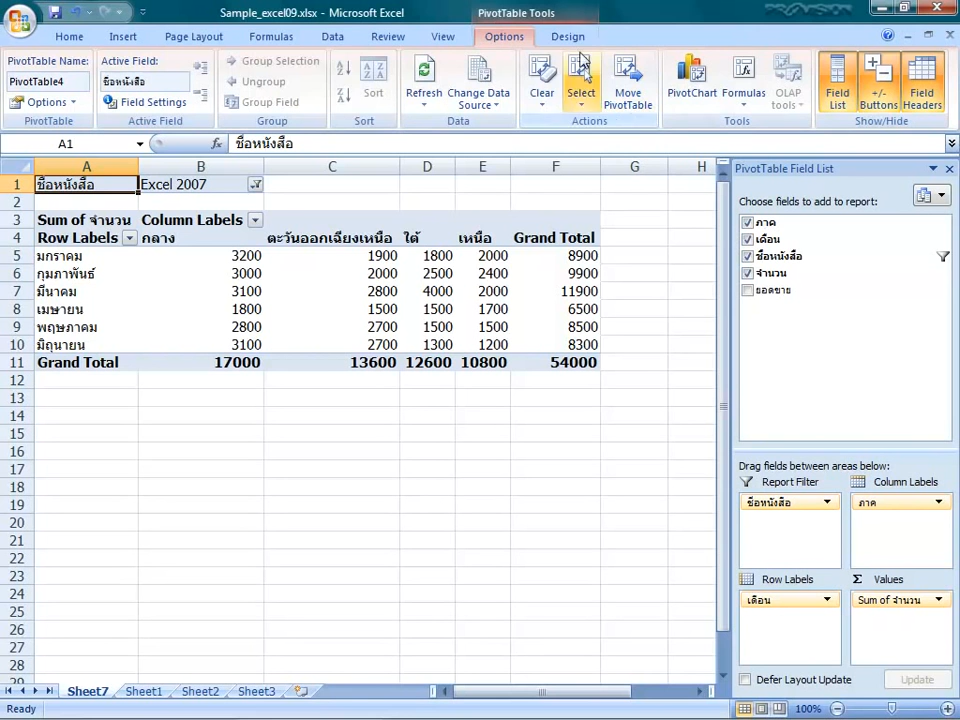 Sample_excel09.xlsx - Microsoft Excel
PivotTable Tools
Home Insert Page Layout Formulas Data Review View Options Design
PivotTable Name:
PivotTable4
Options
PivotTable
Active Field:
ชื่อหนังสือ
Field Settings
Active Field
Group Selection
Ungroup
Group Field
Group
Sort
Sort
Refresh
Change Data
Source
Data
Clear
Select
Move
PivotTable
Actions
PivotChart
Formulas
OLAP
tools
Tools
Field
List
+/-
Buttons
Field
Headers
Show/Hide
A1
fx
ชื่อหนังสือ
A B C D E F G H
1 ชื่อหนังสือ Excel 2007
2
3 Sum of จำนวน Column Labels
4 Row Labels กลาง ตะวันออกเฉียงเหนือ ใต้ เหนือ Grand Total
5 มกราคม 3200 1900 1800 2000 8900
6 กุมภาพันธ์ 3000 2000 2500 2400 9900
7 มีนาคม 3100 2800 4000 2000 11900
8 เมษายน 1800 1500 1500 1700 6500
9 พฤษภาคม 2800 2700 1500 1500 8500
10 มิถุนายน 3100 2700 1300 1200 8300
11 Grand Total 17000 13600 12600 10800 54000
12
13
14
15
16
17
18
19
20
21
22
23
24
25
26
27
28
29
PivotTable Field List
Choose fields to add to report:
ภาค
เดือน
ชื่อหนังสือ
จำนวน
ยอดขาย
Drag fields between areas below:
Report Filter
Column Labels
ชื่อหนังสือ
ภาค
Row Labels
Σ Values
เดือน
Sum of จำนวน
Defer Layout Update
Update
Sheet7 Sheet1 Sheet2 Sheet3
Ready
100%